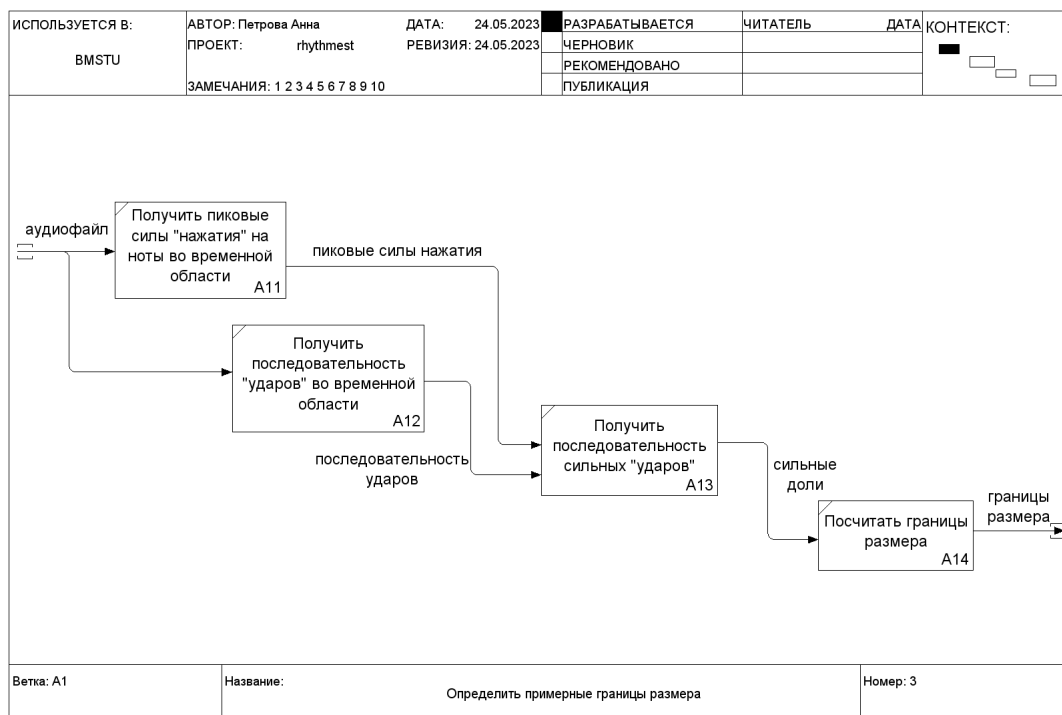 ИСПОЛЬЗУЕТСЯ В:
BMSTU
АВТОР: Петрова Анна
ДАТА: 24.05.2023
ПРОЕКТ: rhythmest
РЕВИЗИЯ: 24.05.2023
ЗАМЕЧАНИЯ: 1 2 3 4 5 6 7 8 9 10
РАЗРАБАТЫВАЕТСЯ
ЧЕРНОВИК
РЕКОМЕНДОВАНО
ПУБЛИКАЦИЯ
ЧИТАТЕЛЬ
ДАТА
КОНТЕКСТ:
аудиофайл
Получить пиковые
силы "нажатия" на
ноты во временной
области
A11
пиковые силы нажатия
Получить
последовательность
"ударов" во временной
области
A12
последовательность
ударов
Получить
последовательность
сильных "ударов"
A13
сильные
доли
Посчитать границы
размера
A14
границы
размера
Ветка: A1
Название:
Определить примерные границы размера
Номер: 3